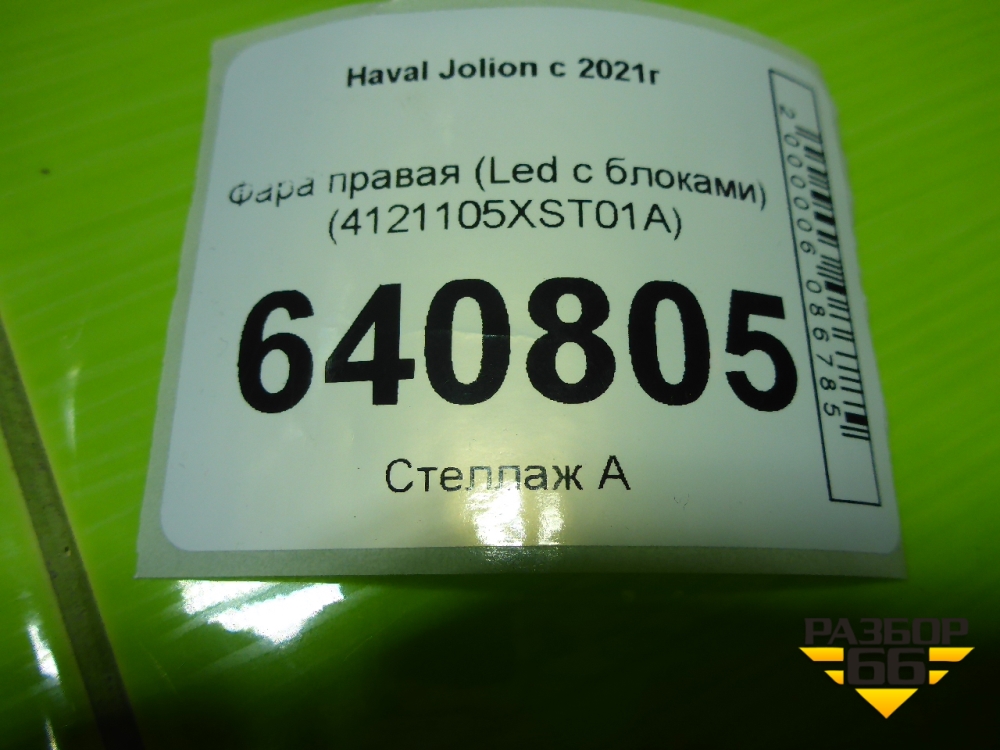 Haval Jolion с 2021г
Фара правая (Led с блоками)
(4121105XST01A)
640805
Стеллаж А
2000006086785
РАЗБОР
66